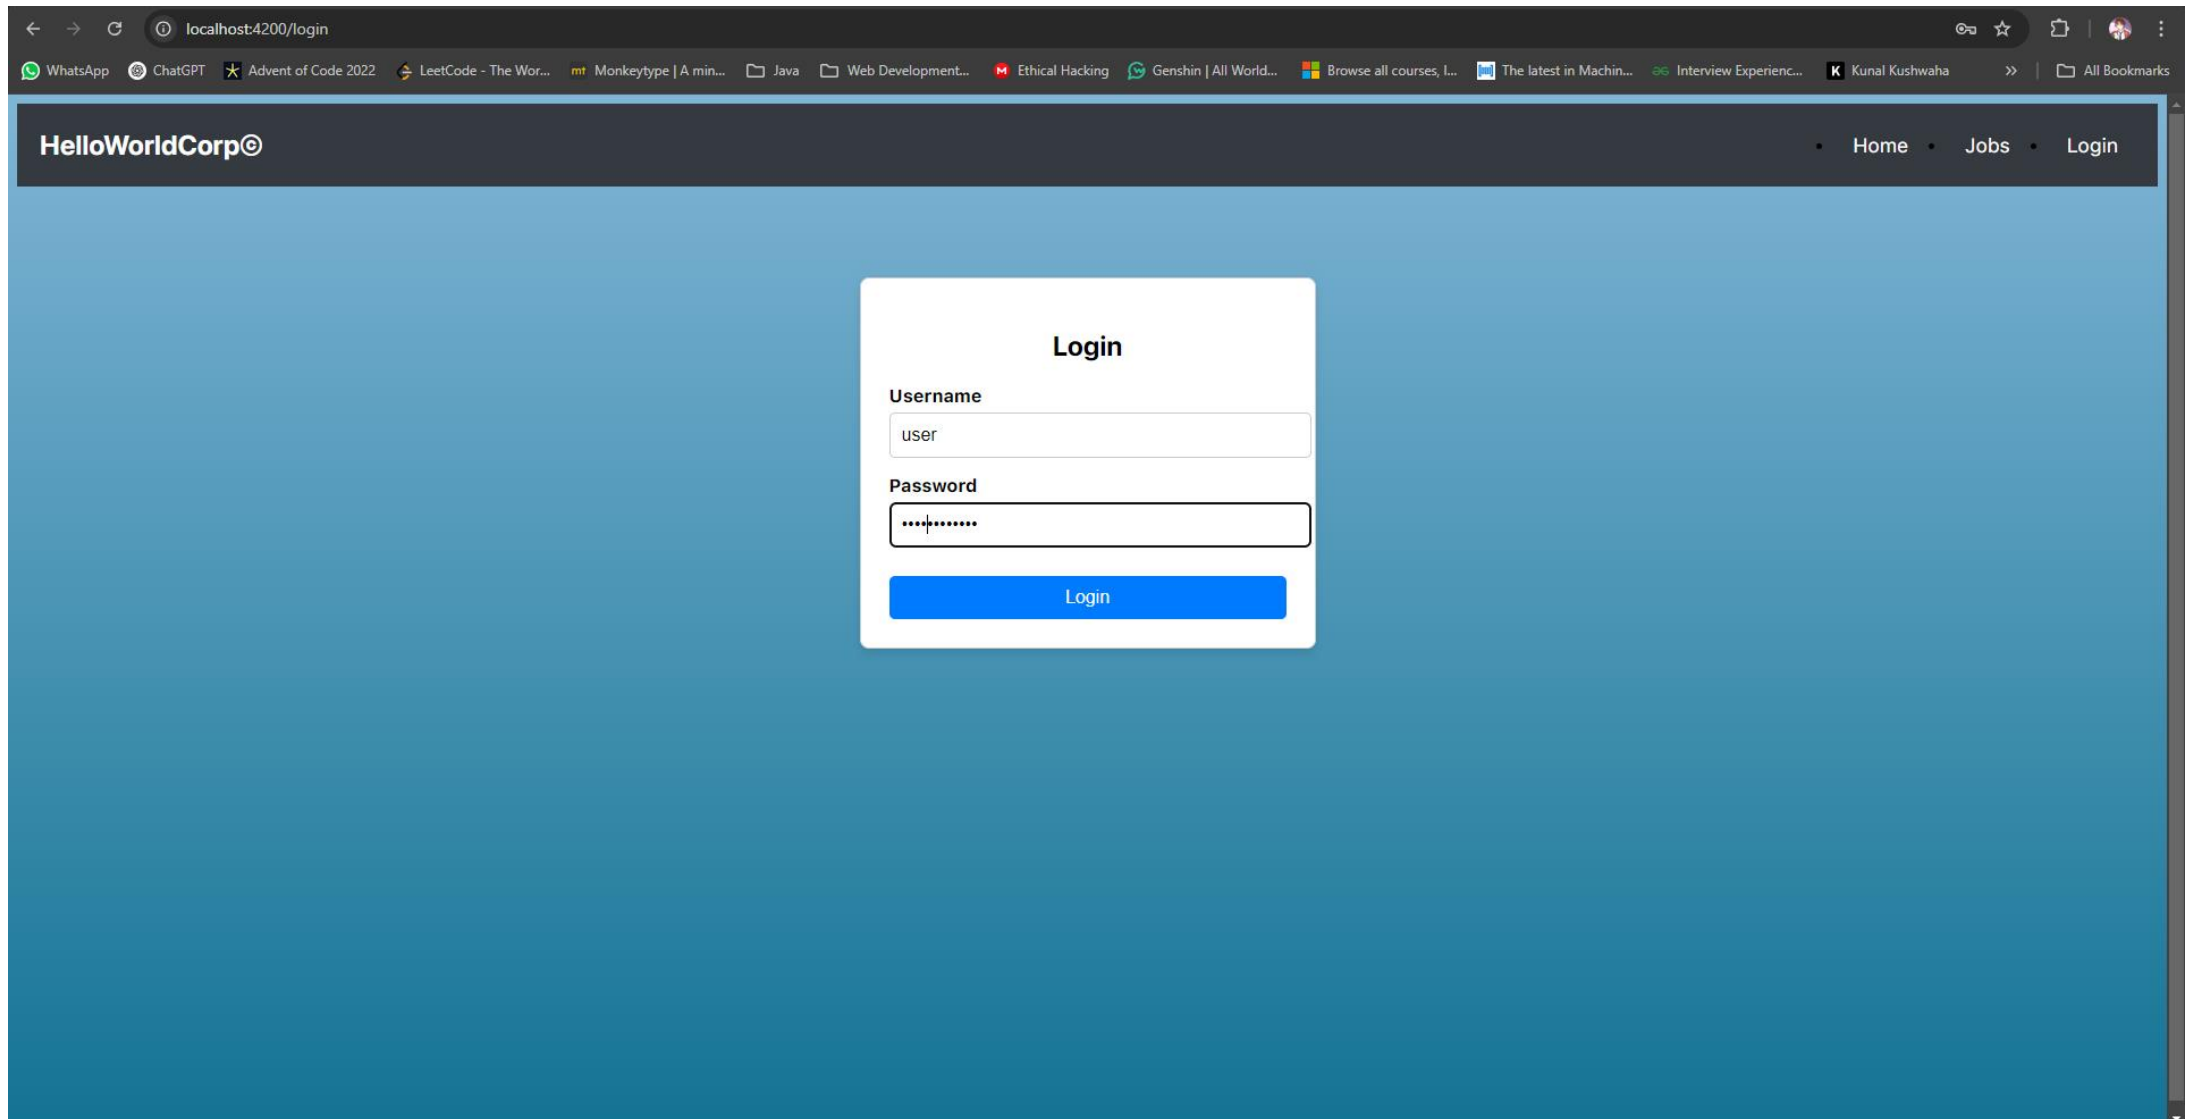 localhost:4200/login
WhatsApp ChatGPT Advent of Code 2022 LeetCode - The Wor... mt Monkeytype | A min... Java Web Development... M Ethical Hacking Genshin | All World... Browse all courses, l... The latest in Machin... GG Interview Experienc... K Kunal Kushwaha » All Bookmarks
HelloWorldCorp© • Home • Jobs • Login
Login
Username
user
Password
••••••••••••
Login